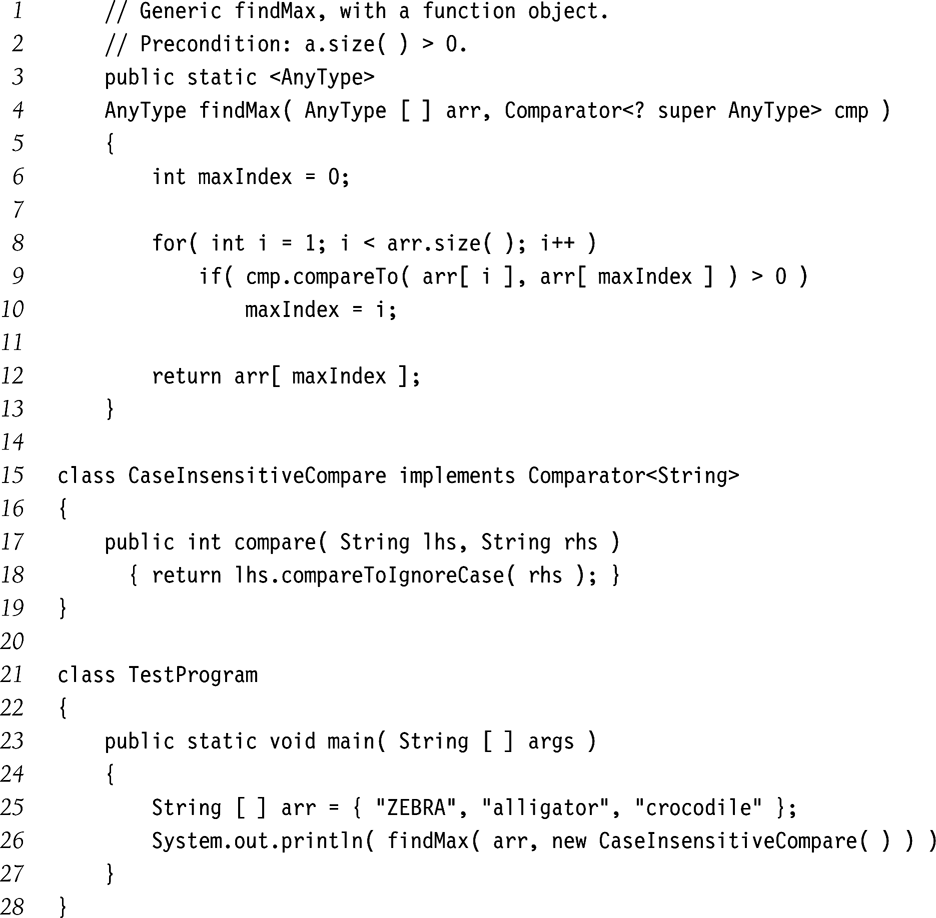 1 // Generic findMax, with a function object.
2 // Precondition: a.size( ) > 0.
3 public static <AnyType>
4 AnyType findMax( AnyType [ ] arr, Comparator<? super AnyType> cmp )
5 {
6 int maxIndex = 0;
7
8 for( int i = 1; i < arr.size( ); i++ )
9 if( cmp.compareTo( arr[ i ], arr[ maxIndex ] ) > 0 )
10 maxIndex = i;
11
12 return arr[ maxIndex ];
13 }
14
15 class CaseInsensitiveCompare implements Comparator<String>
16 {
17 public int compare( String lhs, String rhs )
18 { return lhs.compareToIgnoreCase( rhs ); }
19 }
20
21 class TestProgram
22 {
23 public static void main( String [ ] args )
24 {
25 String [ ] arr = { "ZEBRA", "alligator", "crocodile" };
26 System.out.println( findMax( arr, new CaseInsensitiveCompare( ) ) )
27 }
28 }